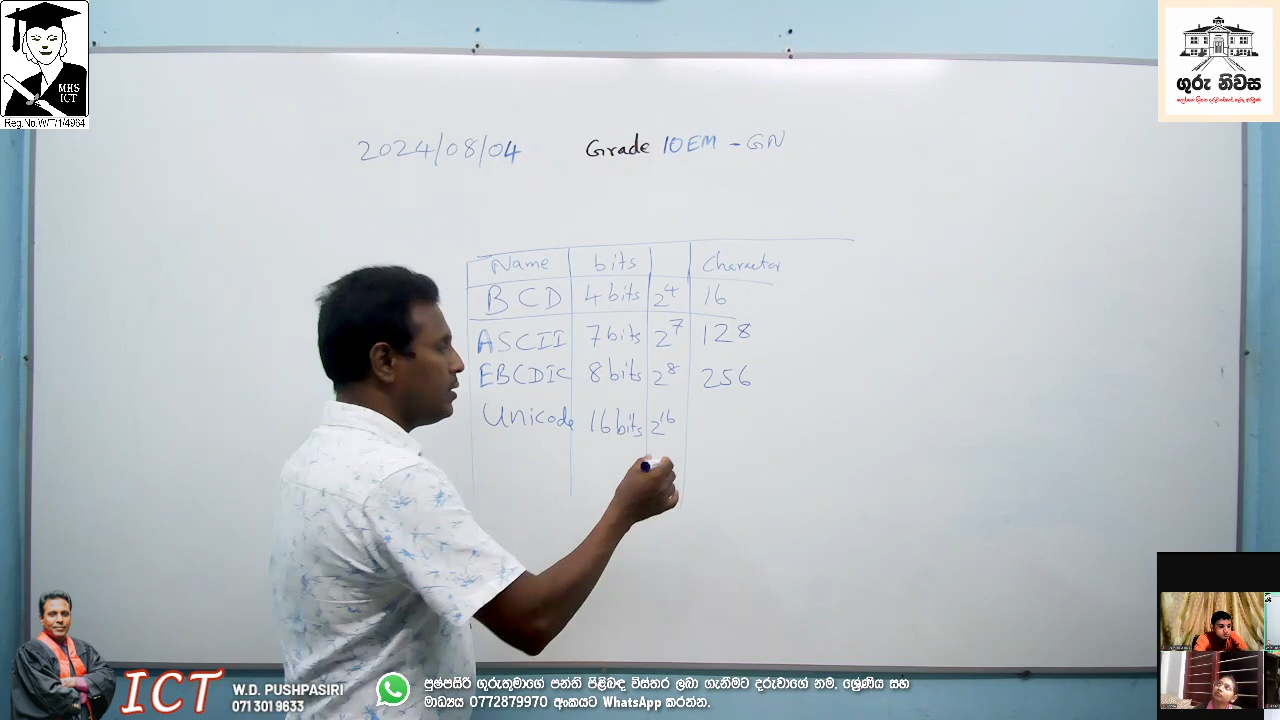 MHS
ICT
Reg.No.W/T/1/4964
ගුරු නිවස
2024/08/04 Grade 10EM - GN
Name bits Character
BCD 4 bits 2⁴ 16
ASCII 7 bits 2⁷ 128
EBCDIC 8 bits 2⁸ 256
Unicode 16 bits 2¹⁶
ICT W.D. PUSHPASIRI
071 301 9633
පුෂ්පසිරි ගුරුතුමාගේ පන්ති පිළිබඳ විස්තර ලබා ගැනීමට දරුවාගේ නම, ශ්‍රේණිය සහ
මාධ්‍යය 0772879970 අංකයට WhatsApp කරන්න.